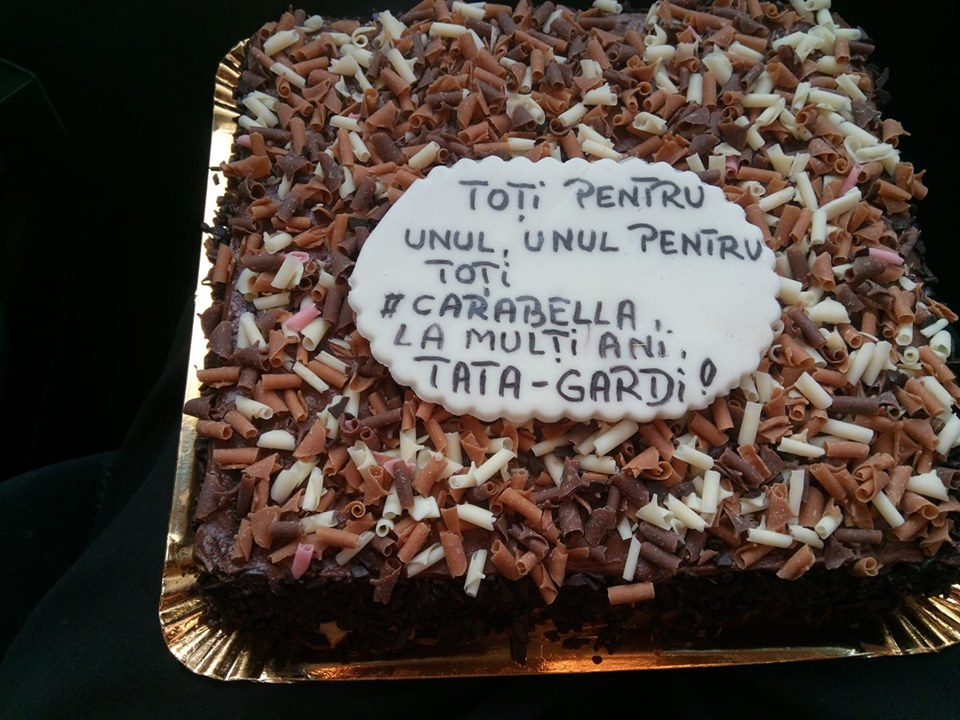 TOȚi PENTRU
UNUL, UNUL PENTRU
TOȚi
#CARABELLA,
LA MULȚi ANi,
TATA-GARDi!